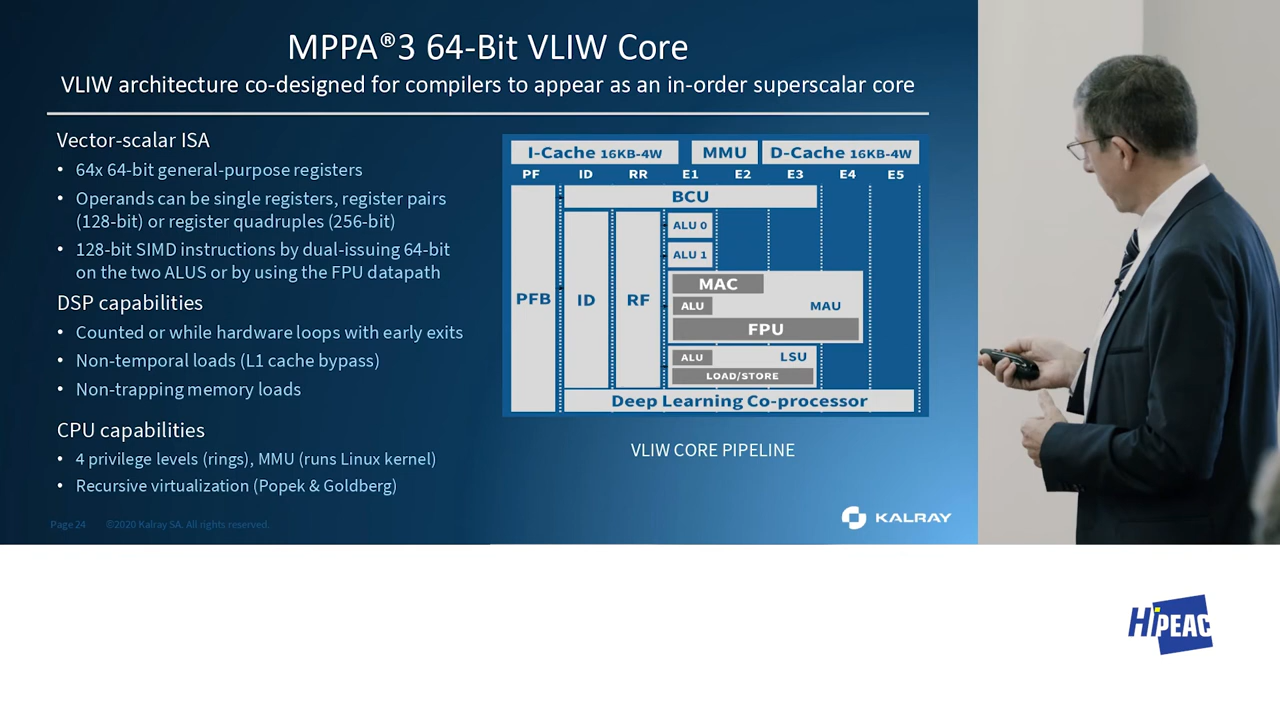 MPPA®3 64-Bit VLIW Core
VLIW architecture co-designed for compilers to appear as an in-order superscalar core
Vector-scalar ISA
• 64x 64-bit general-purpose registers
• Operands can be single registers, register pairs
(128-bit) or register quadruples (256-bit)
• 128-bit SIMD instructions by dual-issuing 64-bit
on the two ALUS or by using the FPU datapath
DSP capabilities
• Counted or while hardware loops with early exits
• Non-temporal loads (L1 cache bypass)
• Non-trapping memory loads
CPU capabilities
• 4 privilege levels (rings), MMU (runs Linux kernel)
• Recursive virtualization (Popek & Goldberg)
I-Cache 16KB-4W MMU D-Cache 16KB-4W
PF ID RR E1 E2 E3 E4 E5
BCU
ALU 0
ALU 1
MAC
PFB ID RF ALU MAU
FPU
ALU LSU
LOAD/STORE
Deep Learning Co-processor
VLIW CORE PIPELINE
Page 24 ©2020 Kalray SA. All rights reserved.
KALRAY
HiPEAC